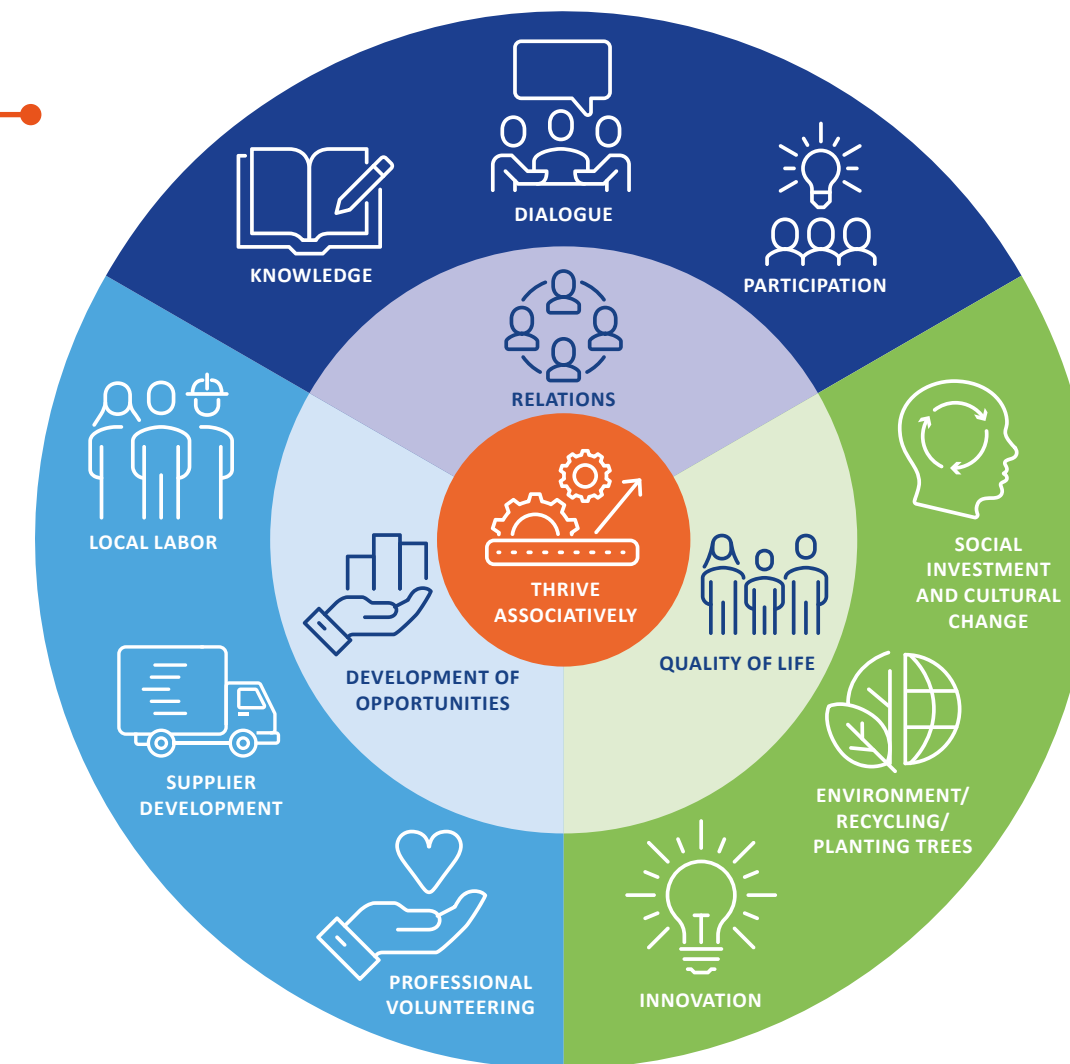 DIALOGUE
KNOWLEDGE
PARTICIPATION
RELATIONS
LOCAL LABOR
SOCIAL
INVESTMENT
AND CULTURAL
CHANGE
THRIVE
ASSOCIATIVELY
DEVELOPMENT OF
OPPORTUNITIES
QUALITY OF LIFE
SUPPLIER
DEVELOPMENT
ENVIRONMENT/
RECYCLING/
PLANTING TREES
PROFESSIONAL
VOLUNTEERING
INNOVATION